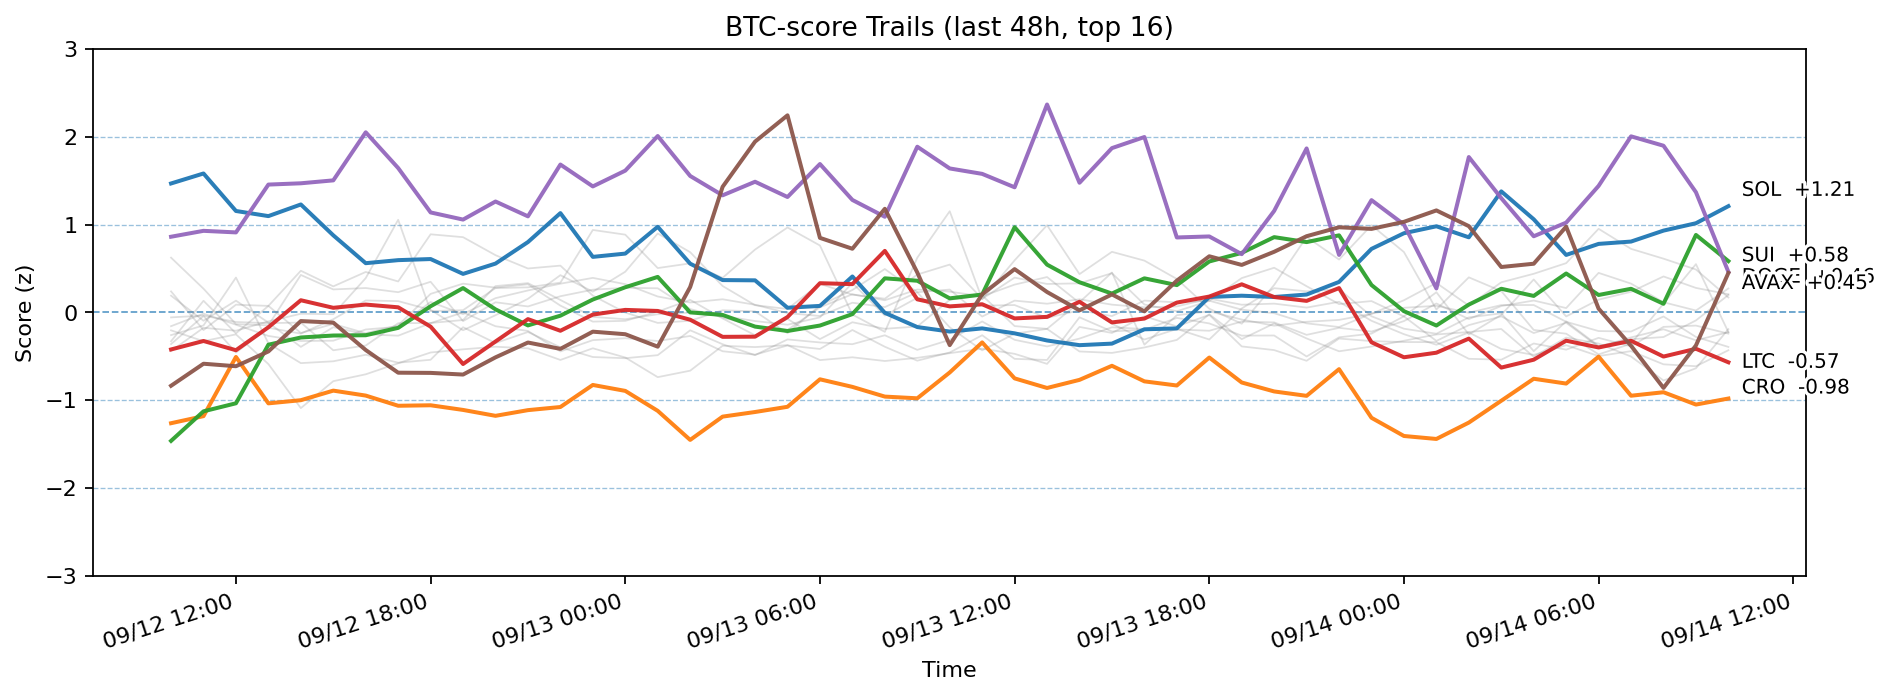 BTC-score Trails (last 48h, top 16)
Score (z)
3
2
1
0
−1
−2
−3
SOL +1.21
SUI +0.58
AVAX +0.45
LTC -0.57
CRO -0.98
09/12 12:00
09/12 18:00
09/13 00:00
09/13 06:00
09/13 12:00
09/13 18:00
09/14 00:00
09/14 06:00
09/14 12:00
Time